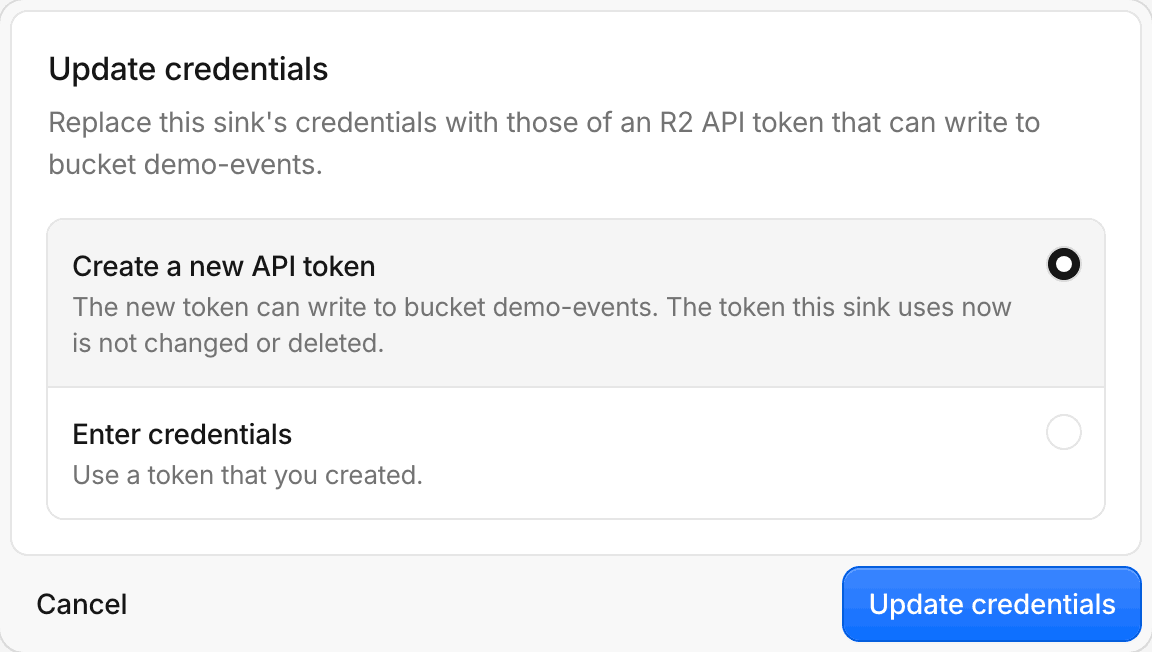 Update credentials
Replace this sink's credentials with those of an R2 API token that can write to
bucket demo-events.
Create a new API token
The new token can write to bucket demo-events. The token this sink uses now
is not changed or deleted.
Enter credentials
Use a token that you created.
Cancel
Update credentials